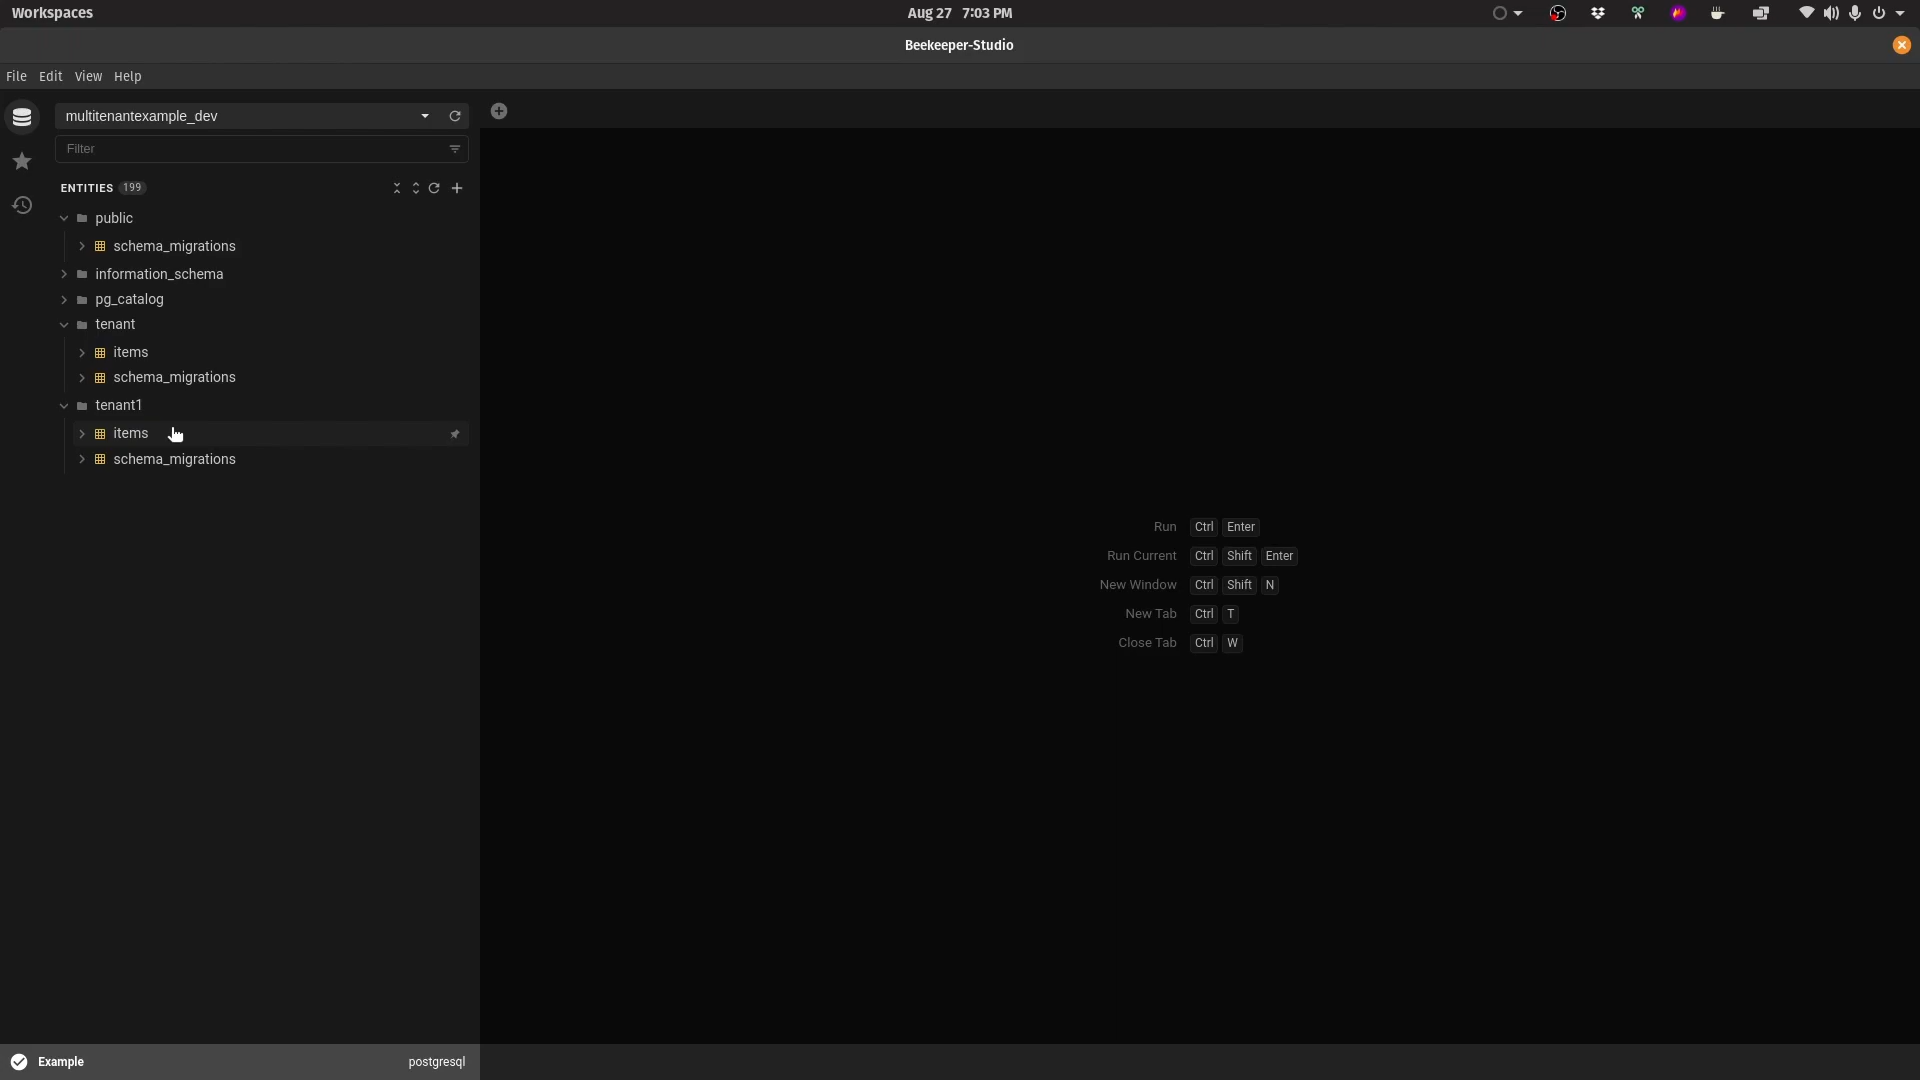 Workspaces
Aug 27 7:03 PM
Beekeeper-Studio
File Edit View Help
multitenantexample_dev
Filter
ENTITIES 199
public
schema_migrations
information_schema
pg_catalog
tenant
items
schema_migrations
tenant1
items
schema_migrations
Run Ctrl Enter
Run Current Ctrl Shift Enter
New Window Ctrl Shift N
New Tab Ctrl T
Close Tab Ctrl W
Example postgresql